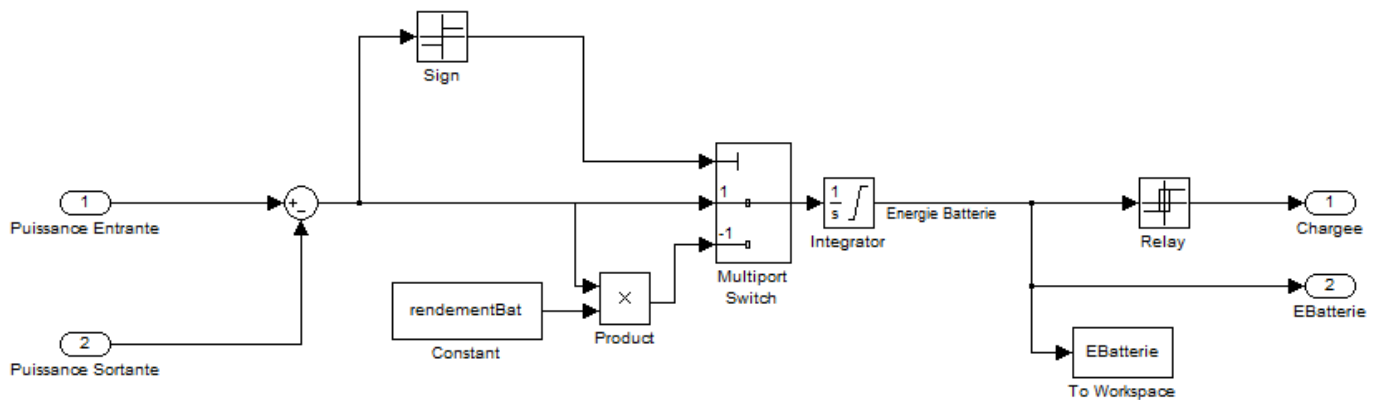 Sign
1
Puissance Entrante
+
-
1
-1
Multiport
Switch
1
s
Integrator
Energie Batterie
Relay
1
Chargee
2
EBatterie
rendementBat
Constant
×
Product
2
Puissance Sortante
EBatterie
To Workspace